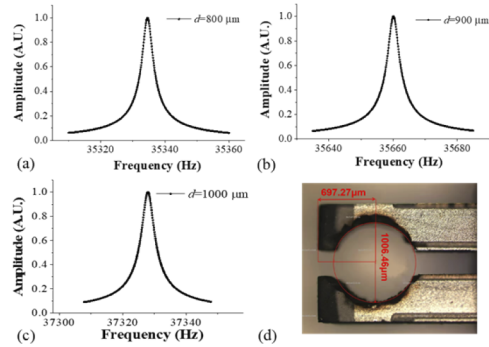 d=800 µm
Amplitude (A.U.)
1.0
0.8
0.6
0.4
0.2
0.0
35320
35340
35360
(a)
Frequency (Hz)
d=900 µm
Amplitude (A.U.)
1.0
0.8
0.6
0.4
0.2
0.0
35640
35660
35680
(b)
Frequency (Hz)
d=1000 µm
Amplitude (A.U.)
1.0
0.8
0.6
0.4
0.2
0.0
37300
37320
37340
(c)
Frequency (Hz)
697.27µm
1006.46µm
(d)